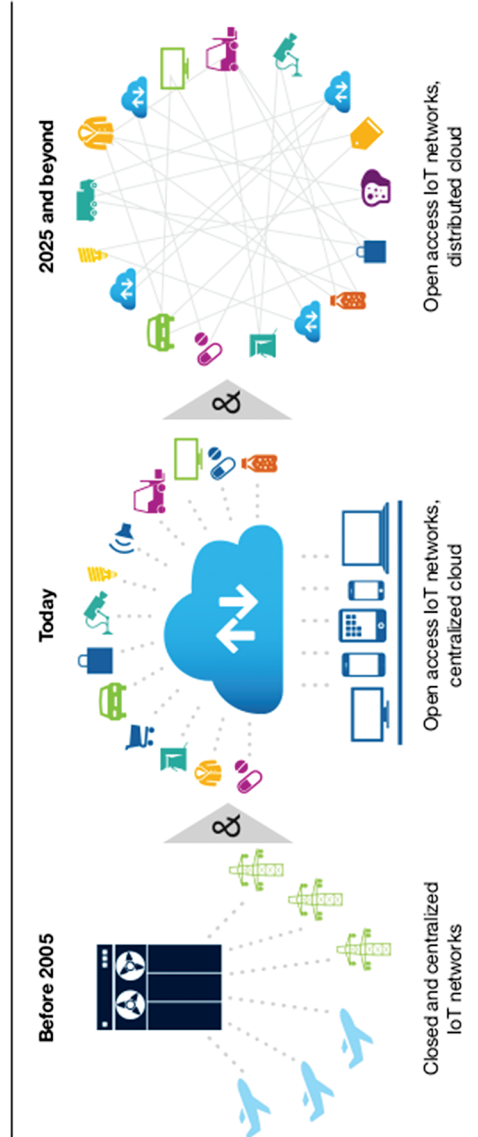 Before 2005
Today
2025 and beyond
&
&
Closed and centralized
IoT networks
Open access IoT networks,
centralized cloud
Open access IoT networks,
distributed cloud